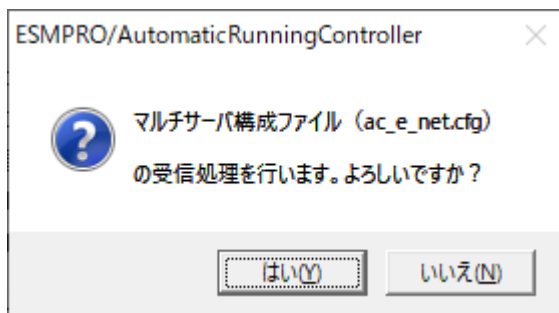 ESMPRO/AutomaticRunningController
マルチサーバ構成ファイル（ac_e_net.cfg）
の受信処理を行います。よろしいですか？
はい(Y)
いいえ(N)